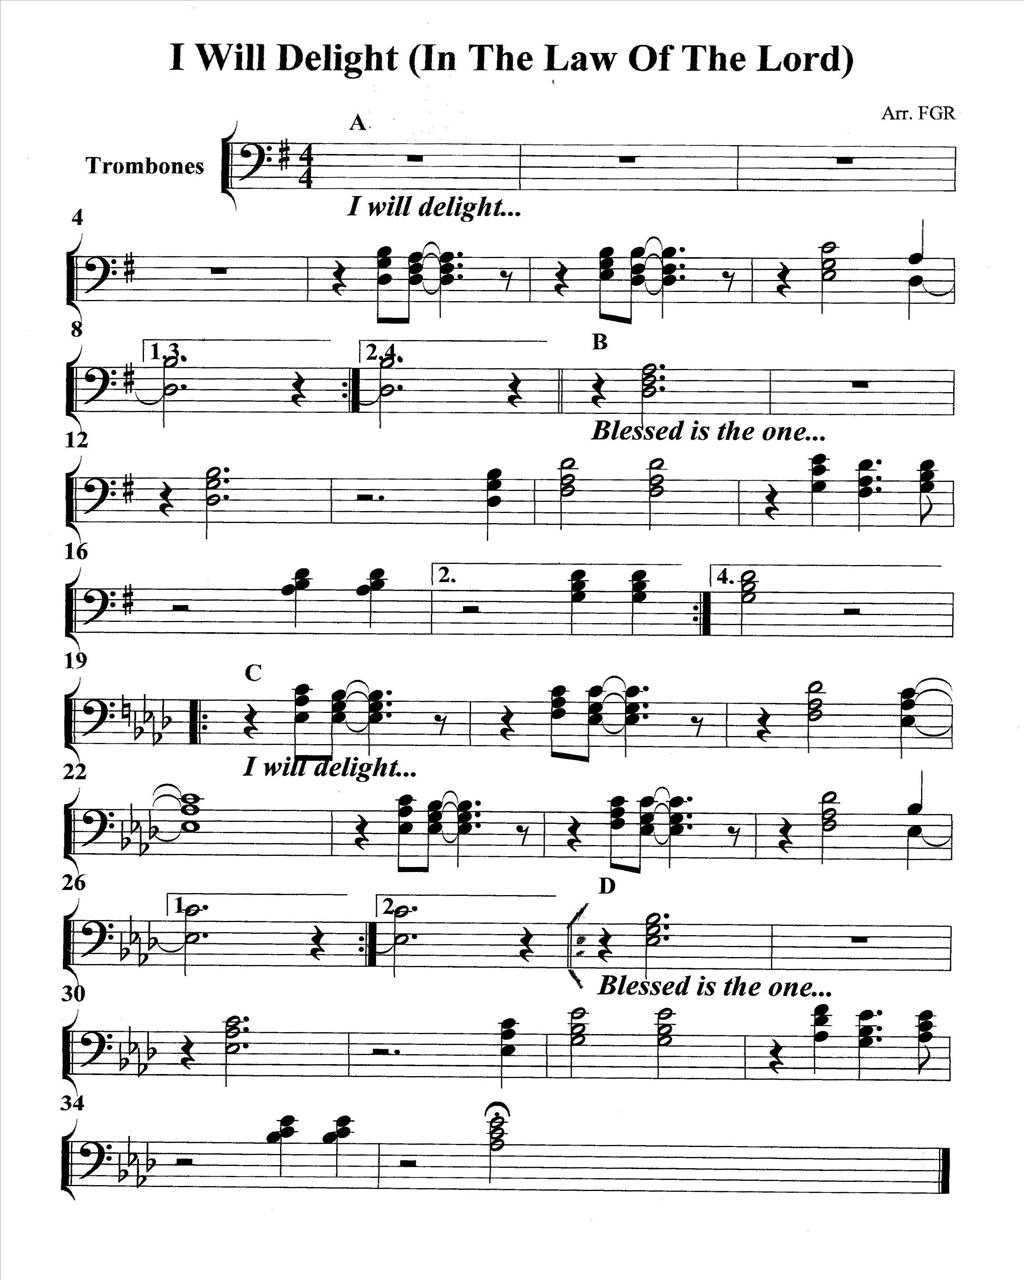 I Will Delight (In The Law Of The Lord)
Arr. FGR
A
Trombones
I will delight...
4
8
1,3.
2,4.
B
Blessed is the one...
12
16
2.
4.
19
C
I will delight...
22
26
1.
2.
D
Blessed is the one...
30
34